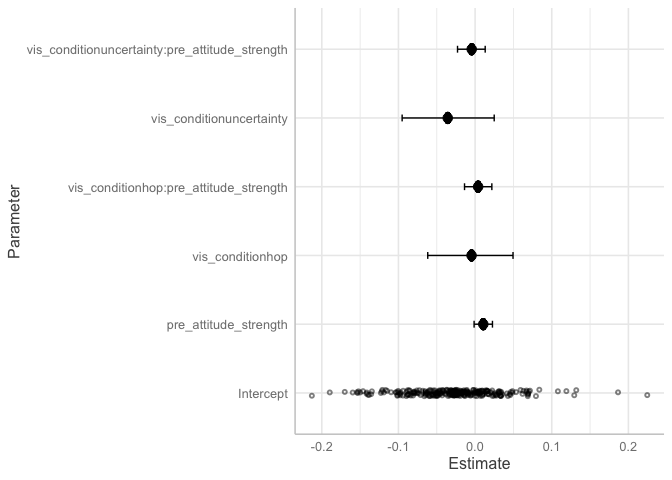 vis_conditionuncertainty:pre_attitude_strength
vis_conditionuncertainty
vis_conditionhop:pre_attitude_strength
vis_conditionhop
pre_attitude_strength
Intercept
Parameter
-0.2 -0.1 0.0 0.1 0.2
Estimate